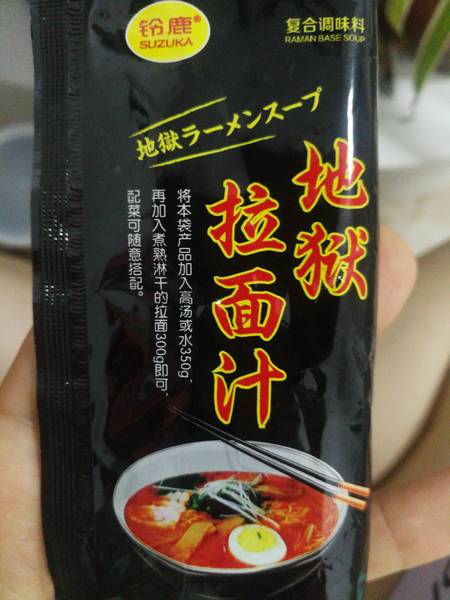 铃鹿®
SUZUKA
复合调味料
RAMAN BASE SOUP
地獄ラーメンスープ
地狱
拉面汁
将本袋产品加入高汤或水350g，
再加入煮熟淋干的拉面300g即可，
配菜可随意搭配。